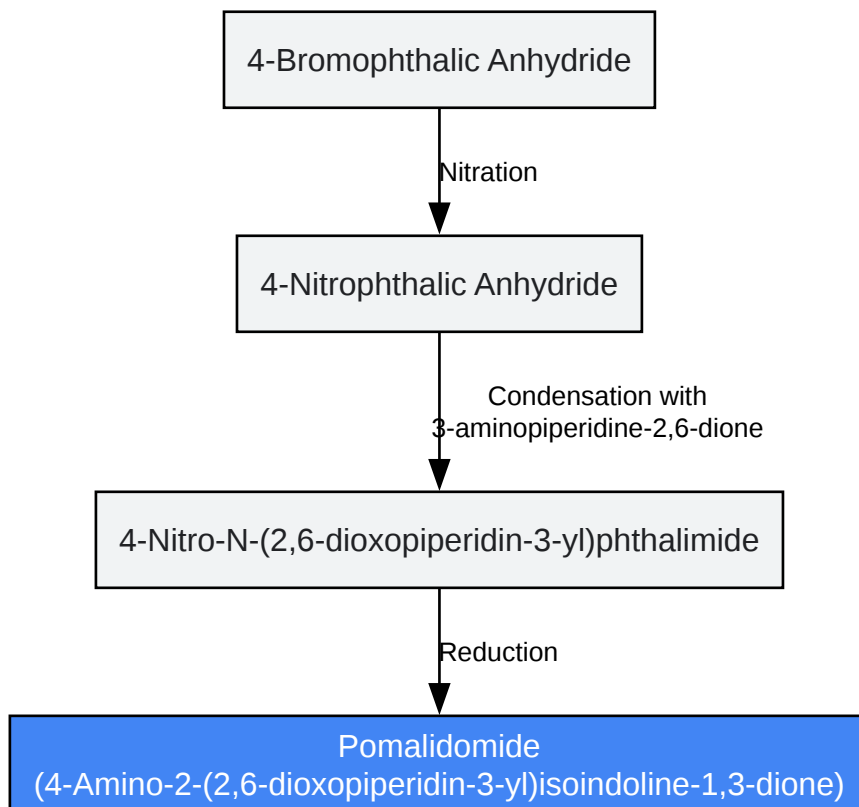 4-Bromophthalic Anhydride
Nitration
4-Nitrophthalic Anhydride
Condensation with
3-aminopiperidine-2,6-dione
4-Nitro-N-(2,6-dioxopiperidin-3-yl)phthalimide
Reduction
Pomalidomide
(4-Amino-2-(2,6-dioxopiperidin-3-yl)isoindoline-1,3-dione)